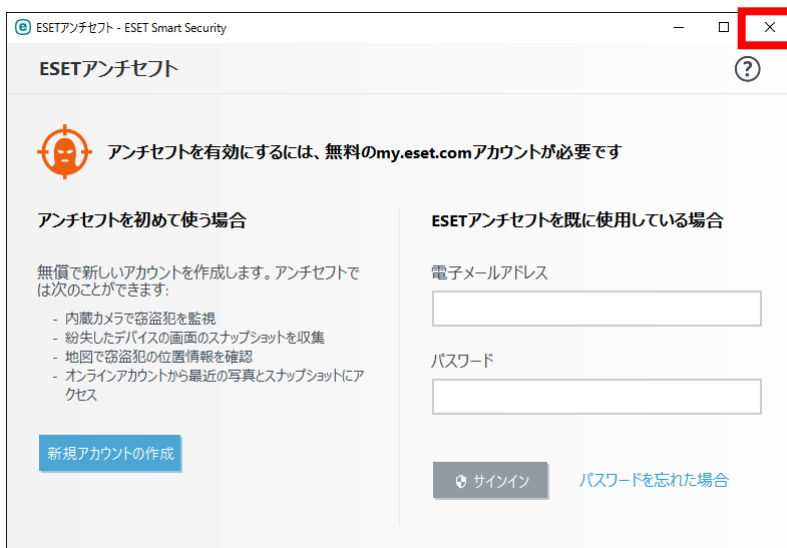 ESETアンチセフト - ESET Smart Security
ESETアンチセフト
?
アンチセフトを有効にするには、無料のmy.eset.comアカウントが必要です
アンチセフトを初めて使う場合
無償で新しいアカウントを作成します。アンチセフトで
は次のことができます:
- 内蔵カメラで窃盗犯を監視
- 紛失したデバイスの画面のスナップショットを収集
- 地図で窃盗犯の位置情報を確認
- オンラインアカウントから最近の写真とスナップショットにア
クセス
新規アカウントの作成
ESETアンチセフトを既に使用している場合
電子メールアドレス
パスワード
サインイン
パスワードを忘れた場合